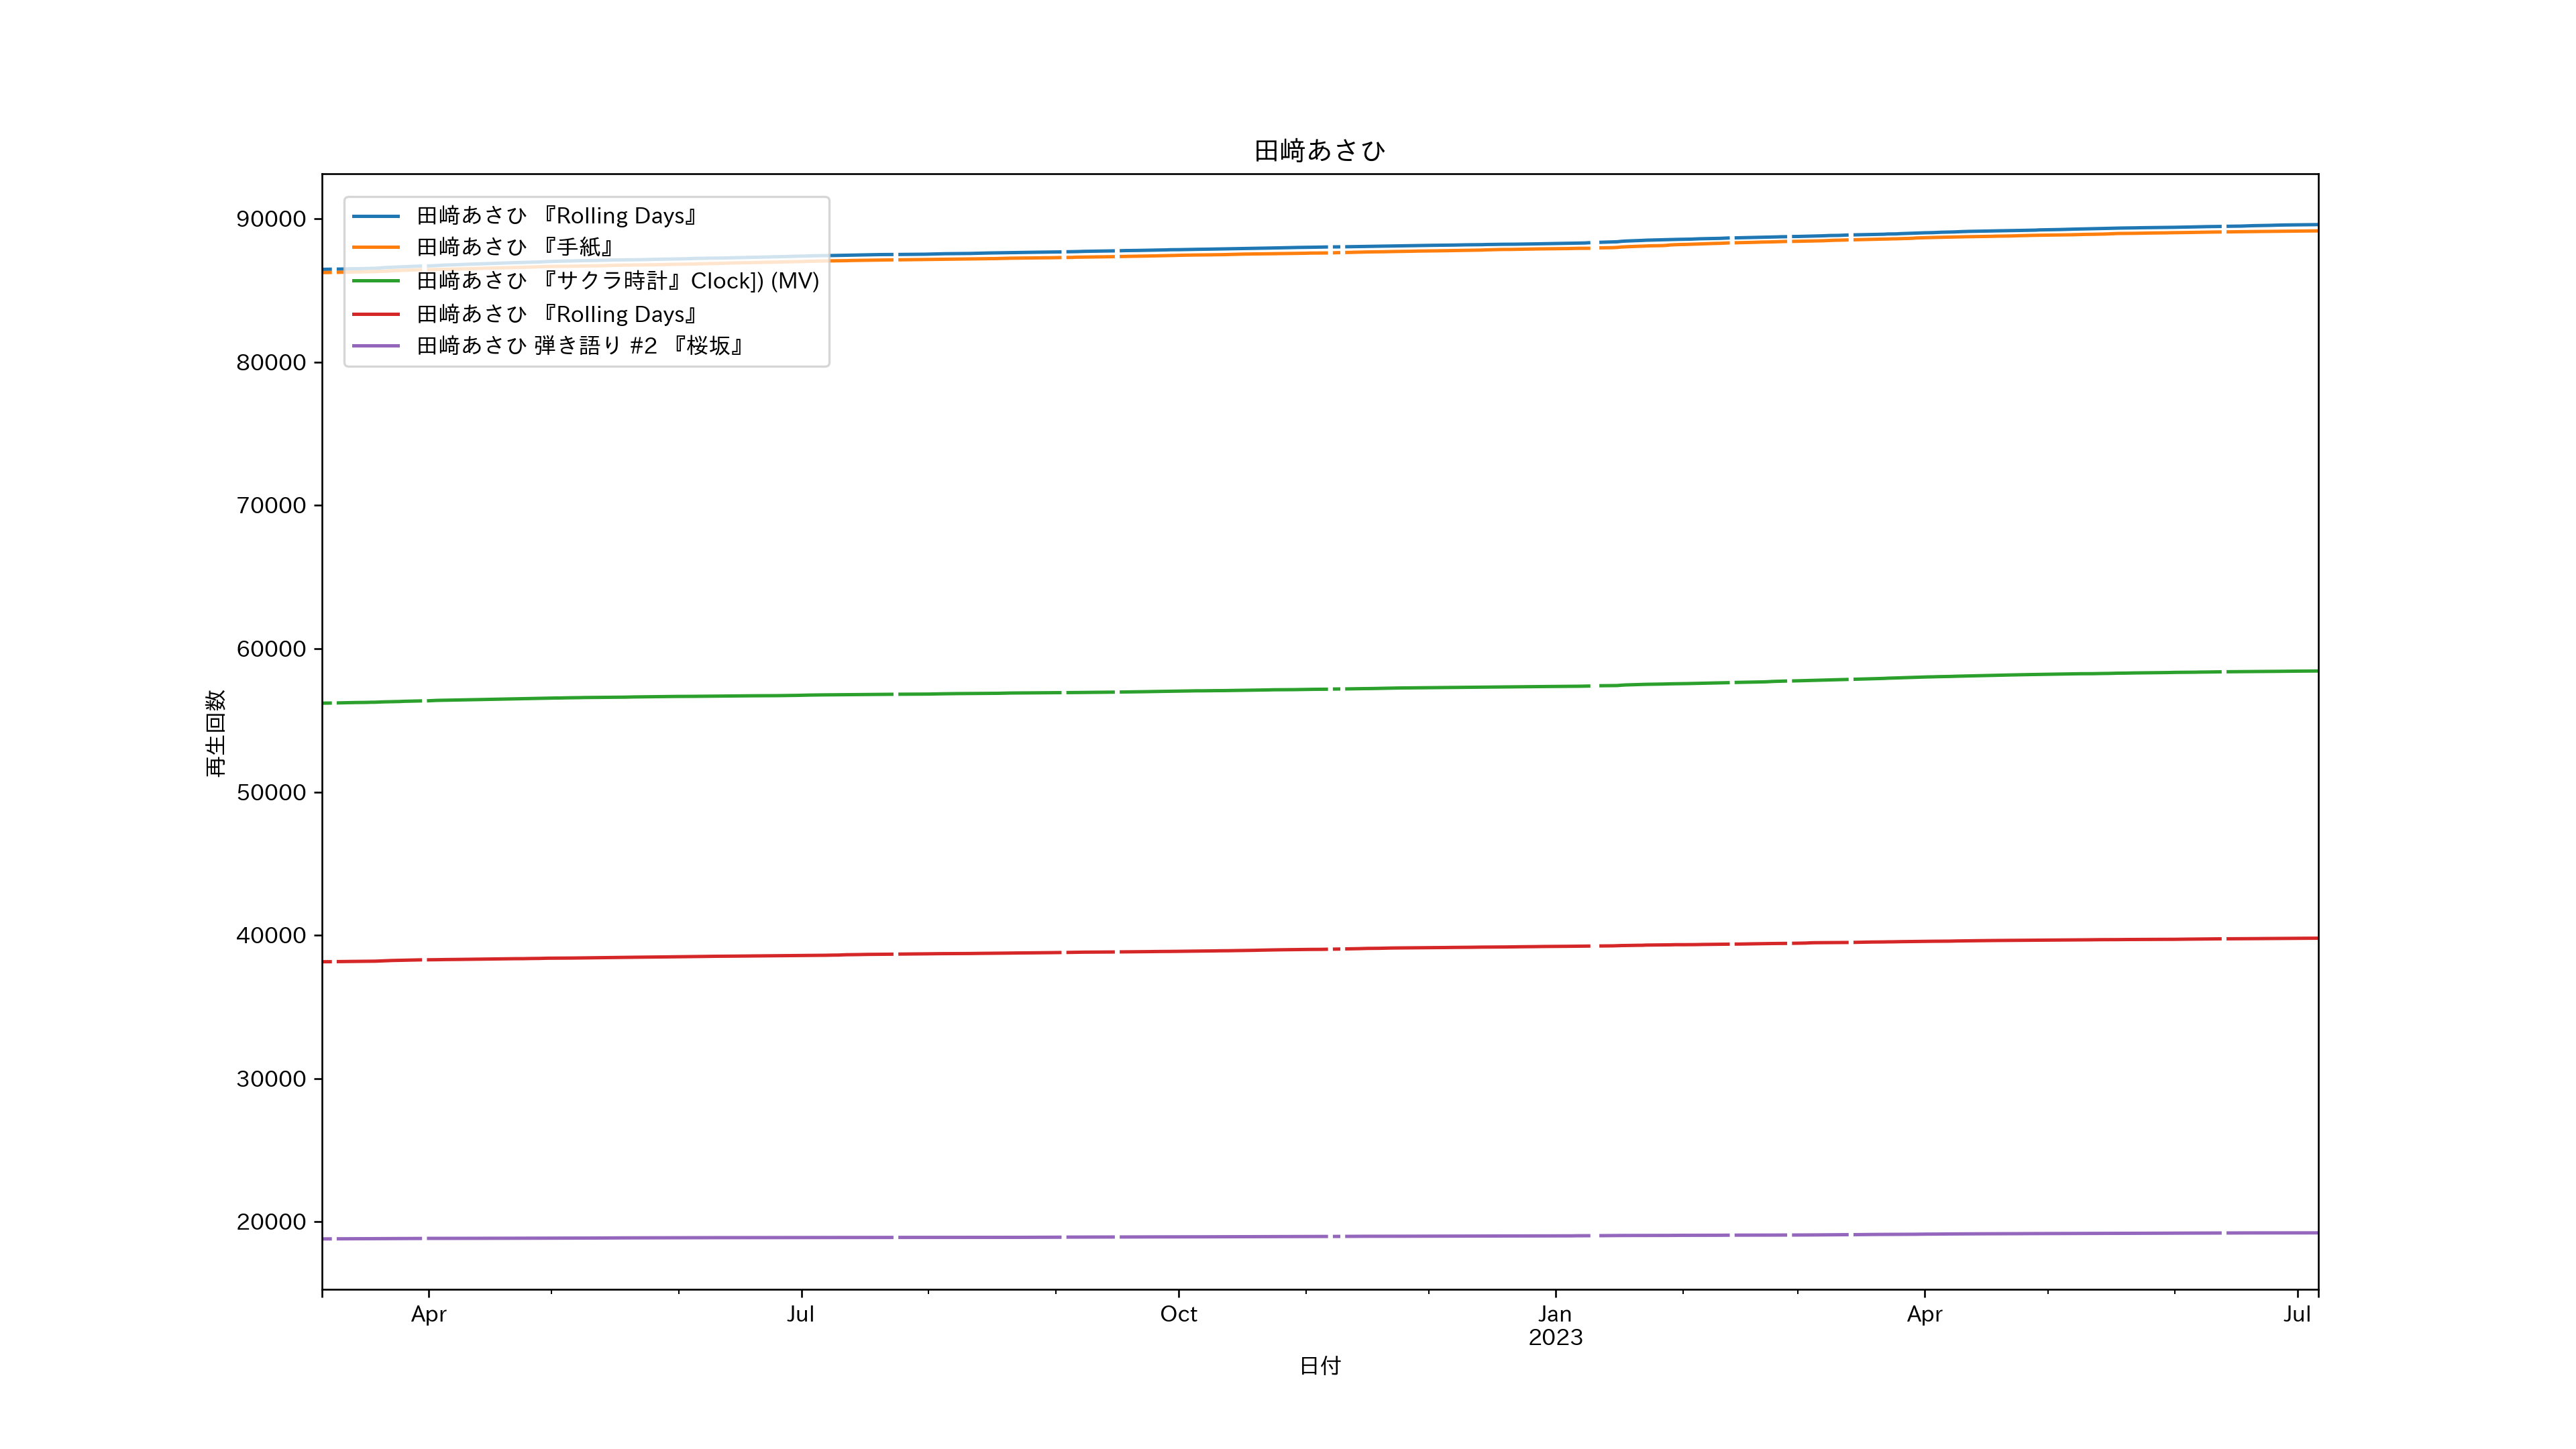 田﨑あさひ
田﨑あさひ 『Rolling Days』
田﨑あさひ 『手紙』
田﨑あさひ 『サクラ時計』Clock]) (MV)
田﨑あさひ 『Rolling Days』
田﨑あさひ 弾き語り #2 『桜坂』
90000
80000
70000
60000
50000
40000
30000
20000
再生回数
Apr
Jul
Oct
Jan
2023
Apr
Jul
日付